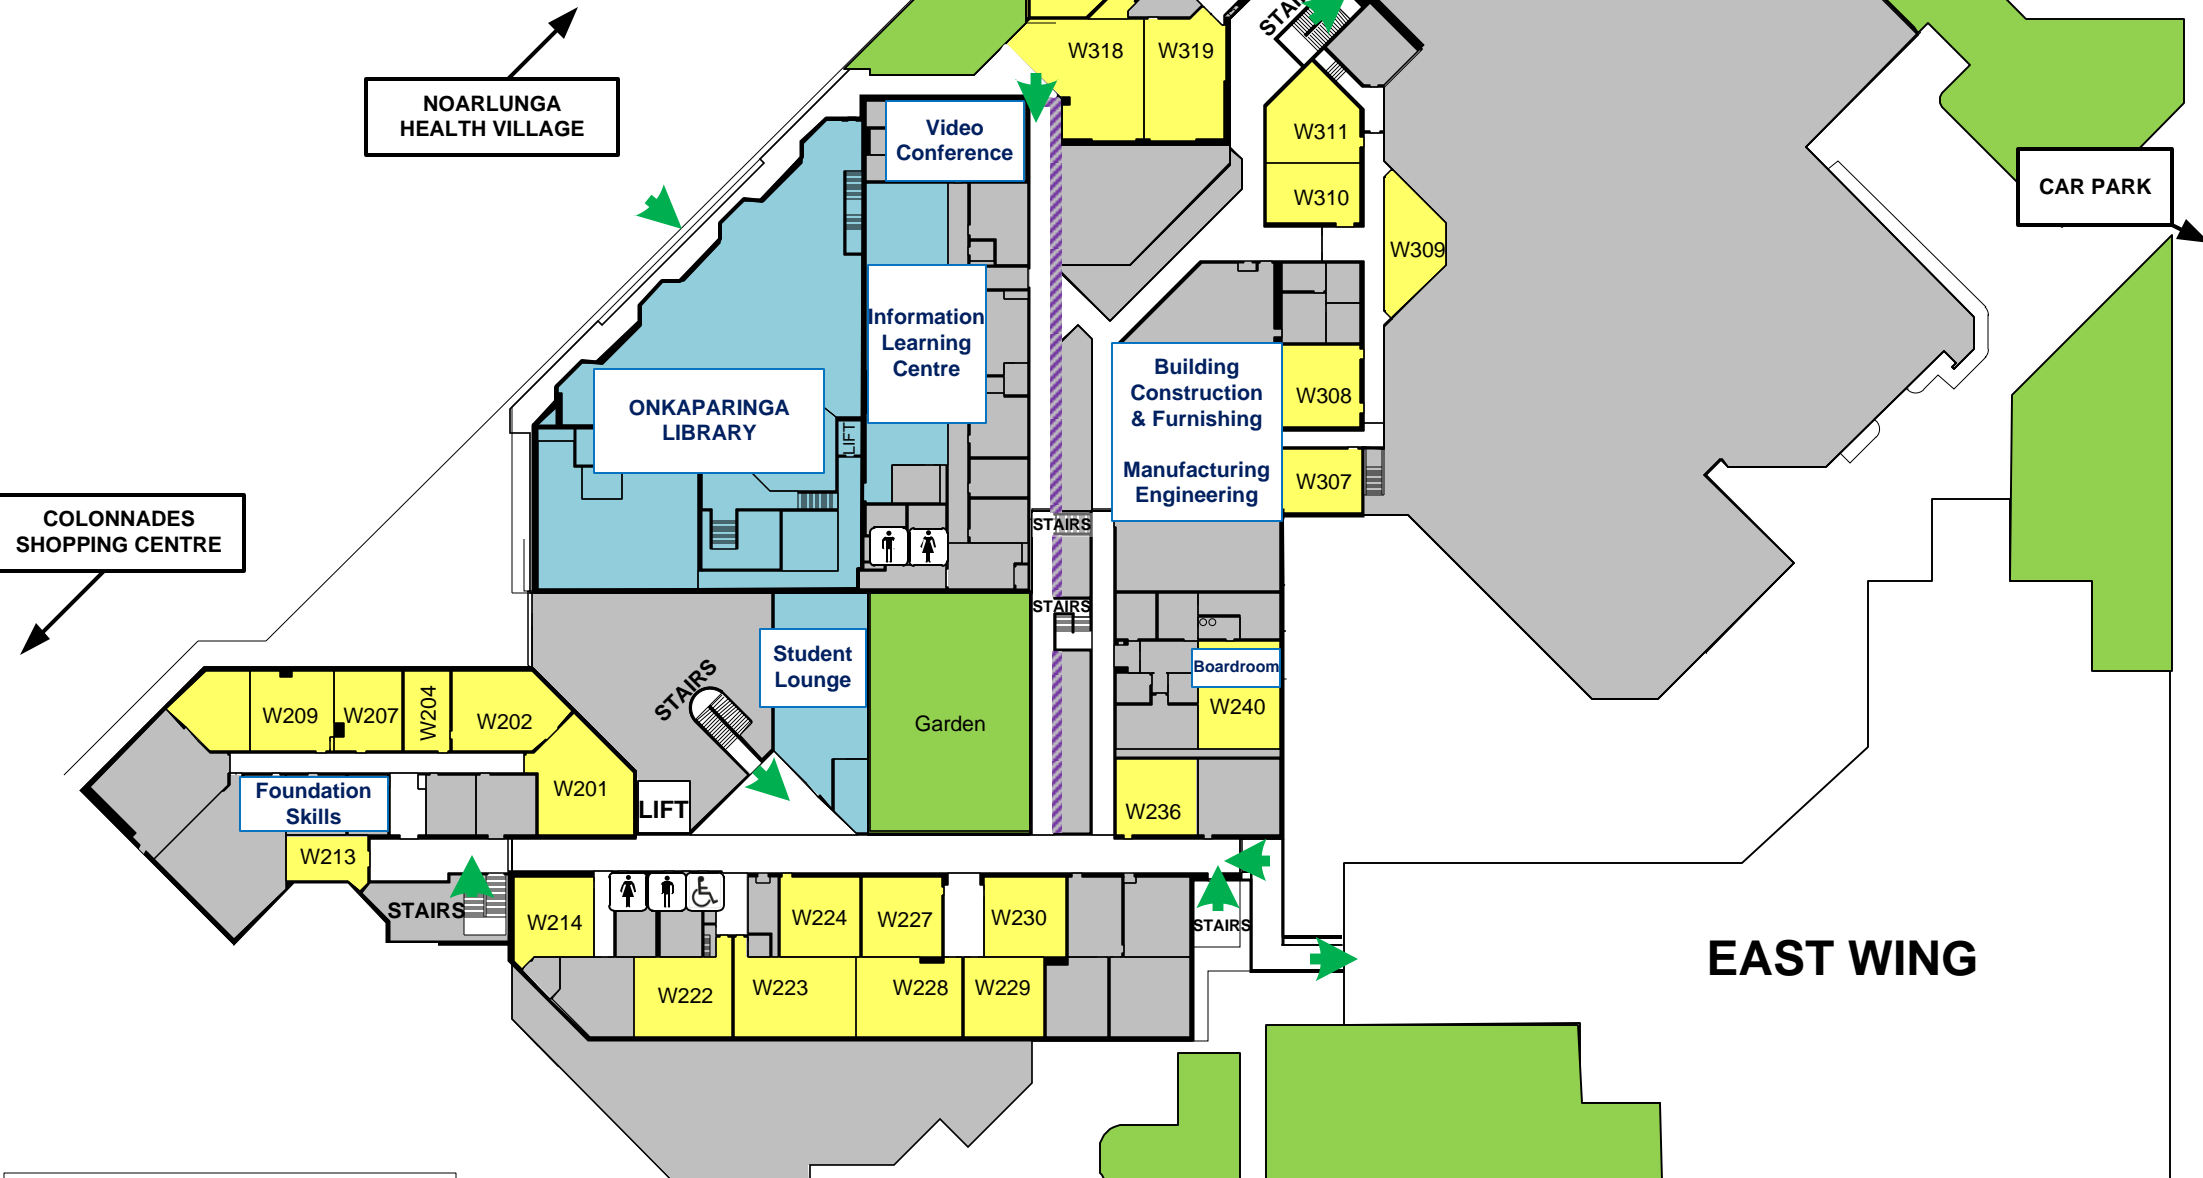 STAI
W318
W319
NOARLUNGA
HEALTH VILLAGE
Video
Conference
W311
W310
CAR PARK
W309
Information
Learning
Centre
ONKAPARINGA
LIBRARY
LIFT
Building
Construction
& Furnishing
Manufacturing
Engineering
W308
W307
COLONNADES
SHOPPING CENTRE
STAIRS
STAIRS
Student
Lounge
STAIRS
Boardroom
W240
Garden
W209
W207
W204
W202
W201
LIFT
Foundation
Skills
W236
W213
STAIRS
W214
W224
W227
W230
STAIRS
W222
W223
W228
W229
EAST WING